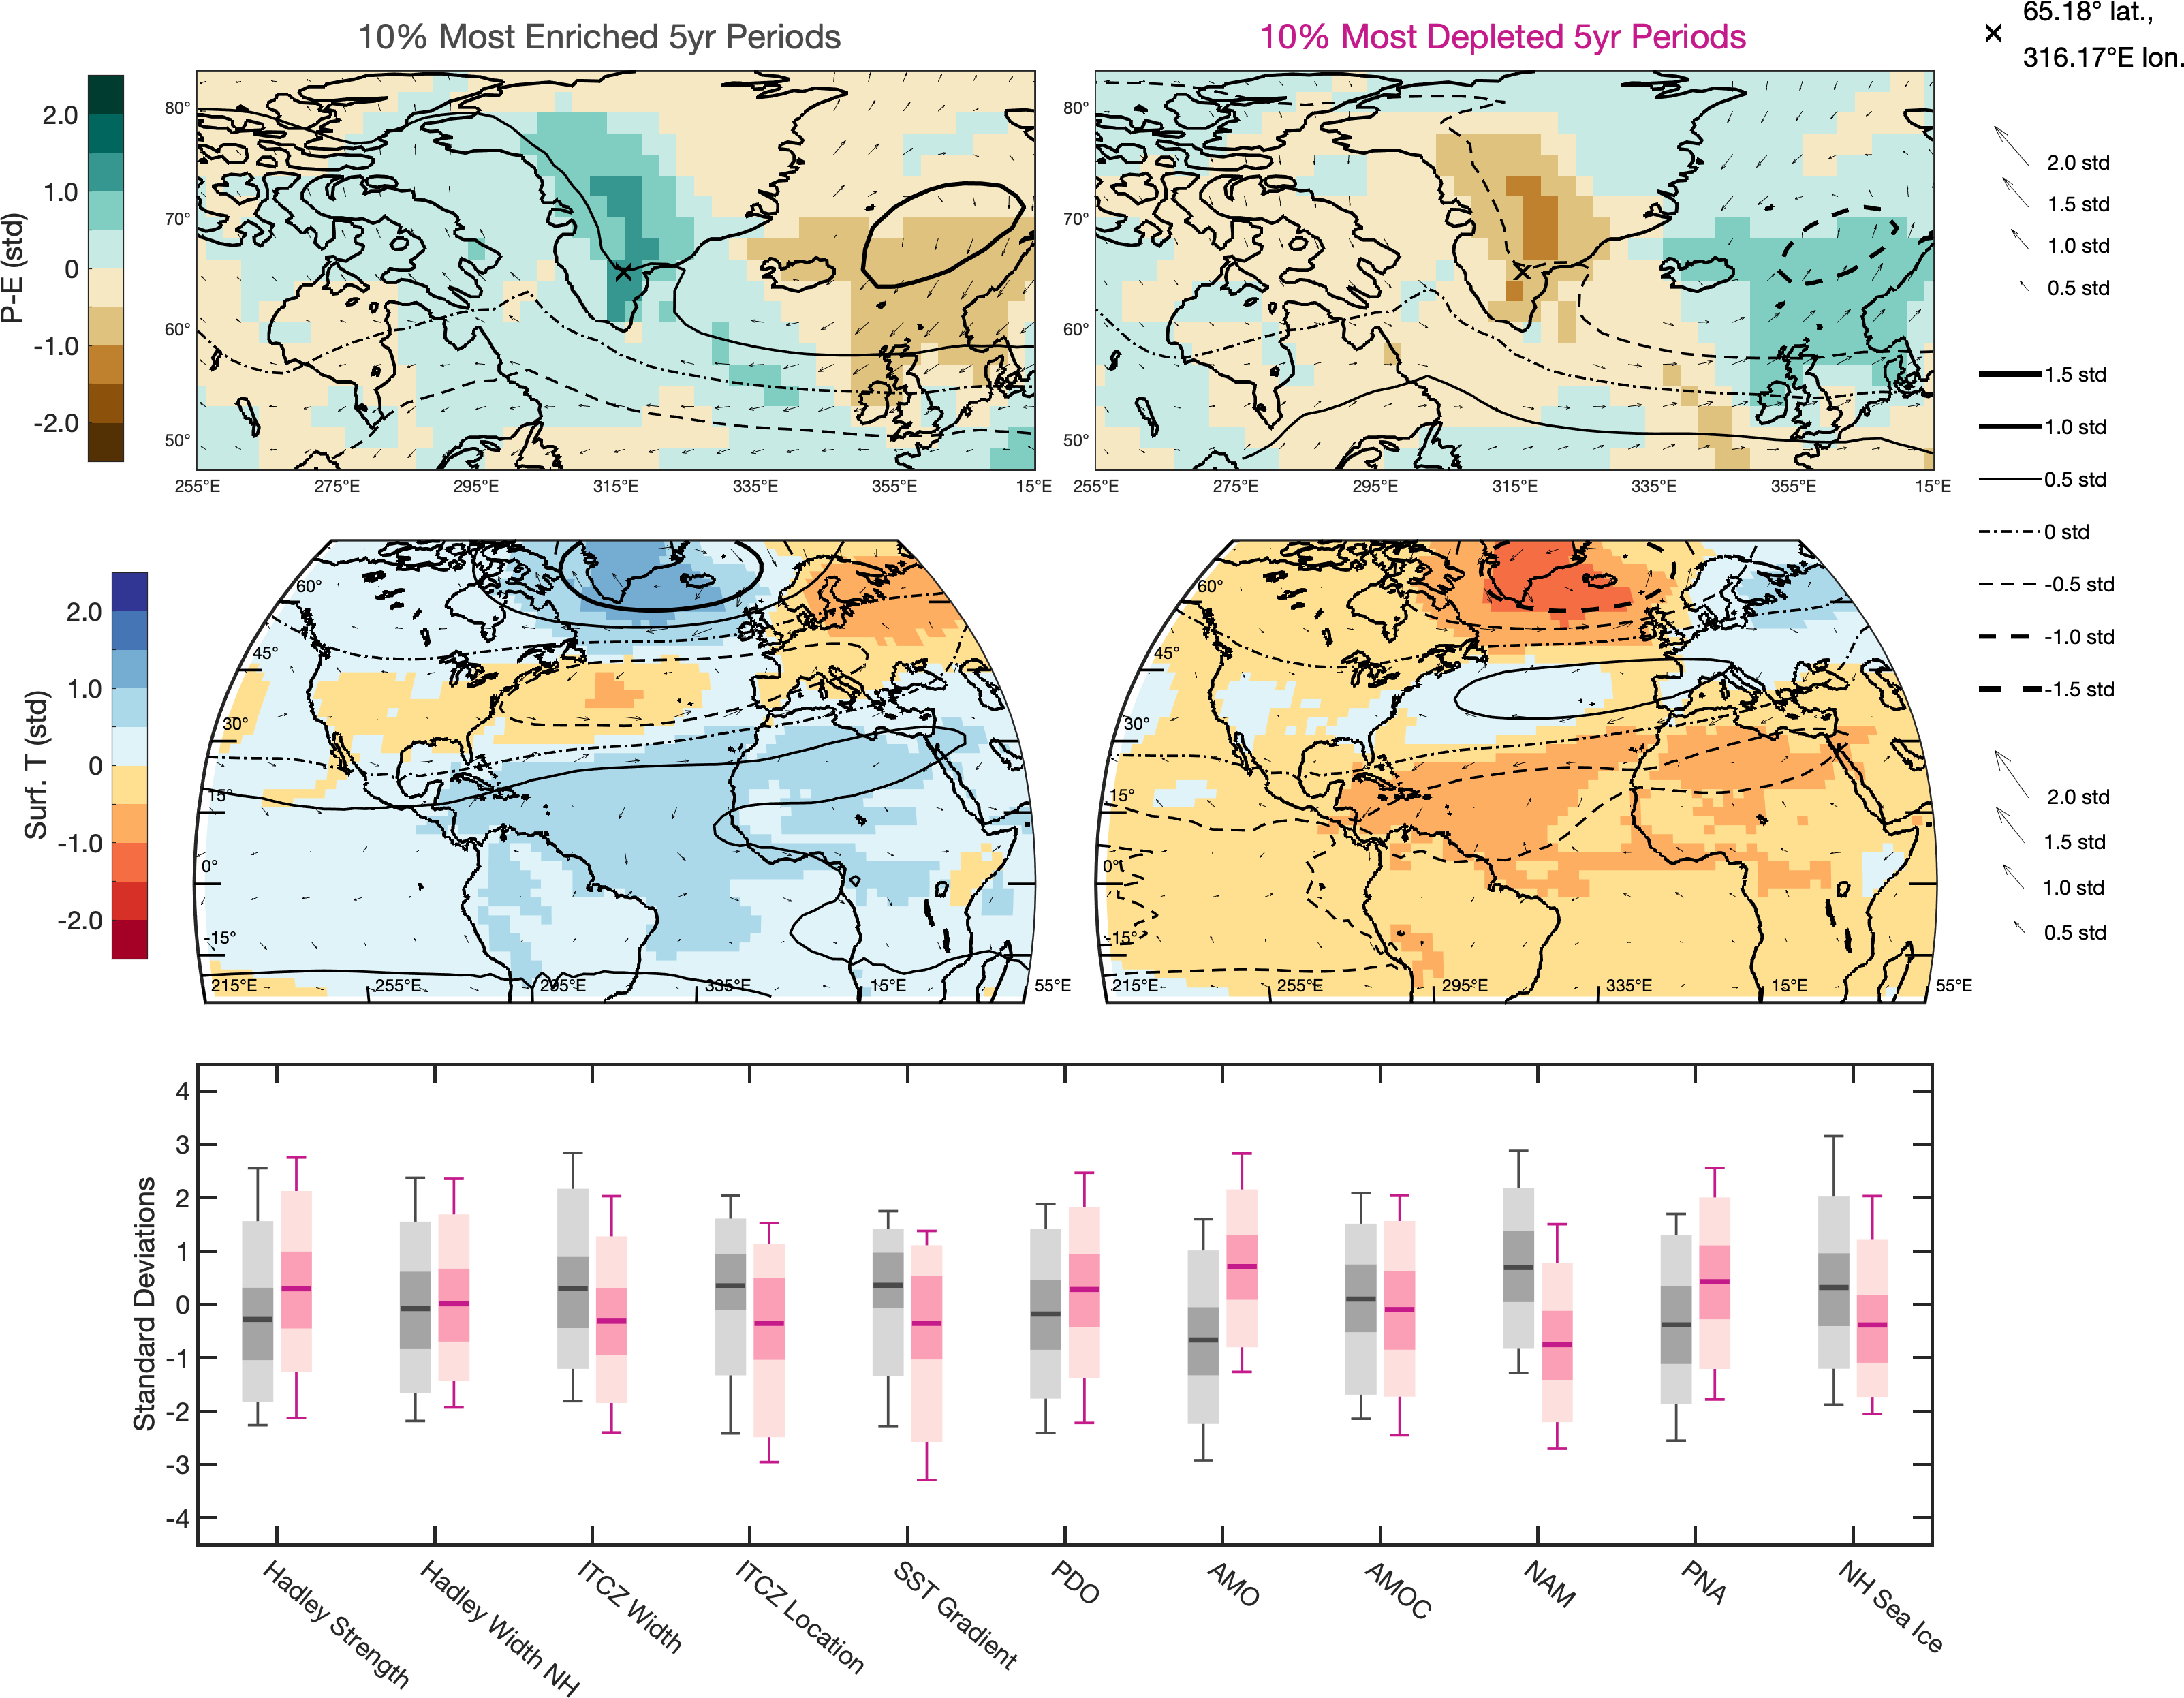 10% Most Enriched 5yr Periods
10% Most Depleted 5yr Periods
65.18° lat.,
316.17°E lon.
P-E (std)
2.0
1.0
0
-1.0
-2.0
80°
70°
60°
50°
255°E 275°E 295°E 315°E 335°E 355°E 15°E
80°
70°
60°
50°
255°E 275°E 295°E 315°E 335°E 355°E 15°E
2.0 std
1.5 std
1.0 std
0.5 std
1.5 std
1.0 std
0.5 std
0 std
-0.5 std
-1.0 std
-1.5 std
Surf. T (std)
2.0
1.0
0
-1.0
-2.0
60°
45°
30°
15°
0°
-15°
215°E 255°E 295°E 335°E 15°E 55°E
60°
45°
30°
15°
0°
-15°
215°E 255°E 295°E 335°E 15°E 55°E
2.0 std
1.5 std
1.0 std
0.5 std
Standard Deviations
4
3
2
1
0
-1
-2
-3
-4
Hadley Strength
Hadley Width NH
ITCZ Width
ITCZ Location
SST Gradient
PDO
AMO
AMOC
NAM
PNA
NH Sea Ice